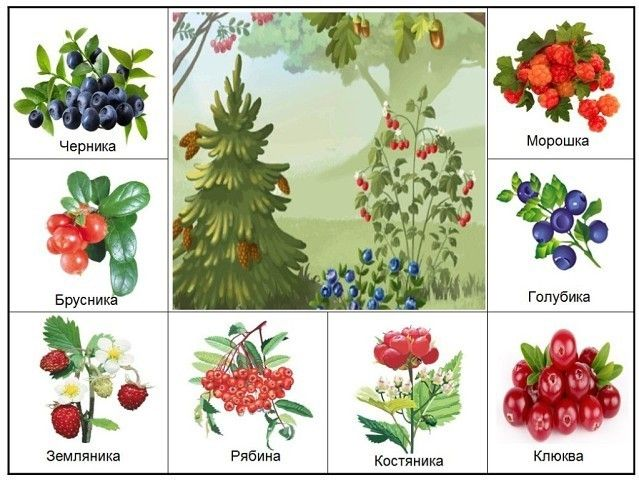 Черника
Морошка
Брусника
Голубика
Земляника
Рябина
Костяника
Клюква